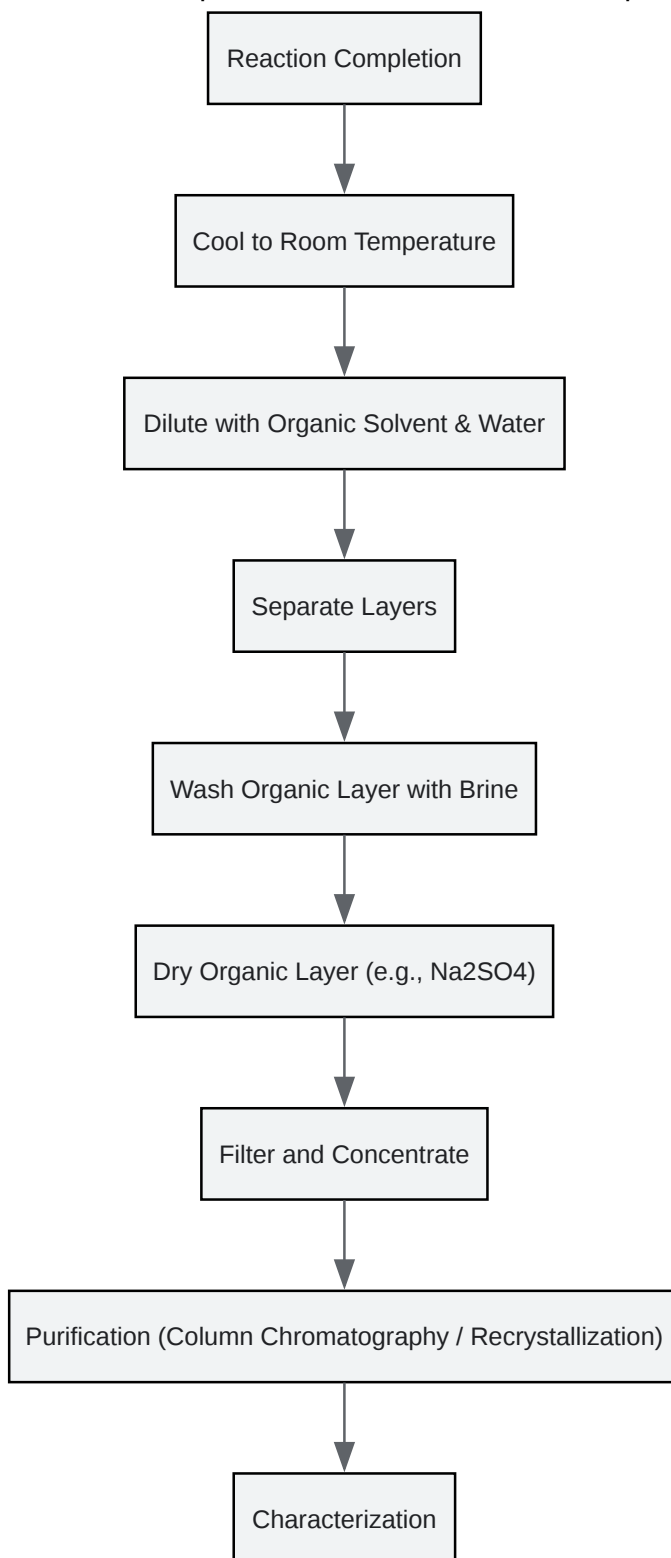 Reaction Completion
Cool to Room Temperature
Dilute with Organic Solvent & Water
Separate Layers
Wash Organic Layer with Brine
Dry Organic Layer (e.g., Na2SO4)
Filter and Concentrate
Purification (Column Chromatography / Recrystallization)
Characterization